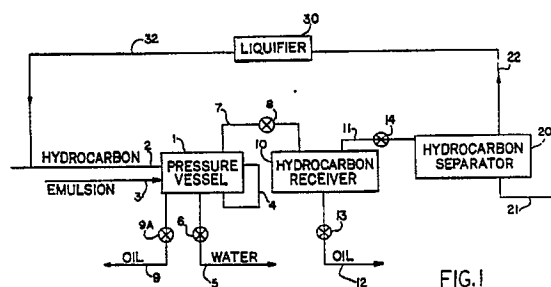 30
LIQUIFIER
32
22
1
7
8
11
14
20
10
HYDROCARBON
2
PRESSURE
VESSEL
HYDROCARBON
RECEIVER
HYDROCARBON
SEPARATOR
EMULSION
3
4
9A
6
13
21
OIL
WATER
OIL
9
5
12
FIG.1